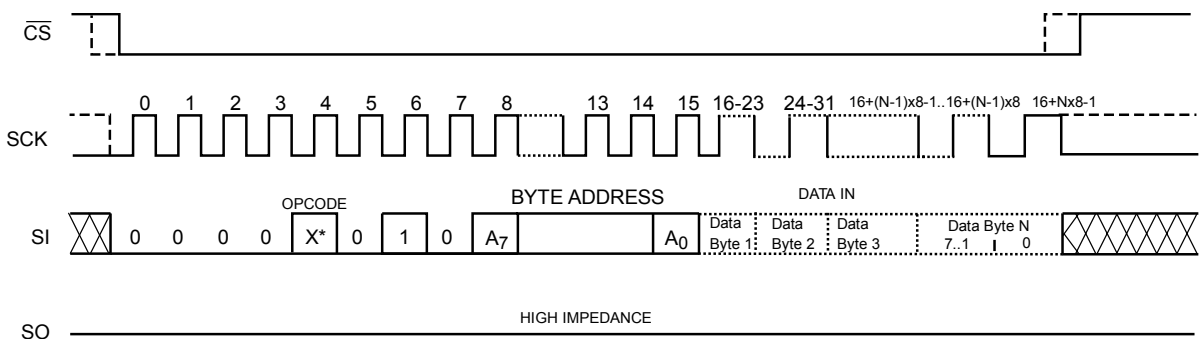 CS
0 1 2 3 4 5 6 7 8 13 14 15 16-23 24-31 16+(N-1)x8-1..16+(N-1)x8 16+Nx8-1
SCK
OPCODE BYTE ADDRESS DATA IN
SI 0 0 0 0 X* 0 1 0 A7 A0 Data Byte 1 Data Byte 2 Data Byte 3 Data Byte N 7..1 0
HIGH IMPEDANCE
SO